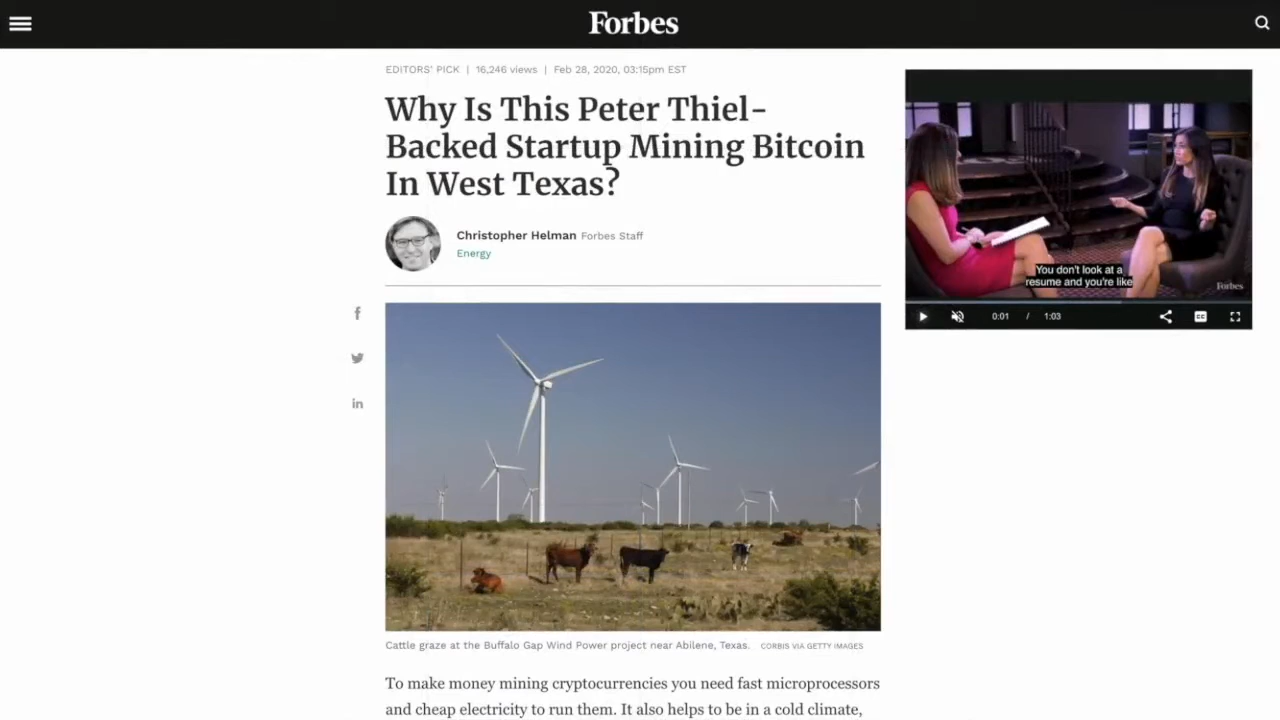 Forbes
EDITORS' PICK | 16,246 views | Feb 28, 2020, 03:15pm EST
Why Is This Peter Thiel-
Backed Startup Mining Bitcoin
In West Texas?
Christopher Helman Forbes Staff
Energy
You don't look at a
resume and you're like
Forbes
0:01 / 1:03
CC
Cattle graze at the Buffalo Gap Wind Power project near Abilene, Texas. CORBIS VIA GETTY IMAGES
To make money mining cryptocurrencies you need fast microprocessors
and cheap electricity to run them. It also helps to be in a cold climate,